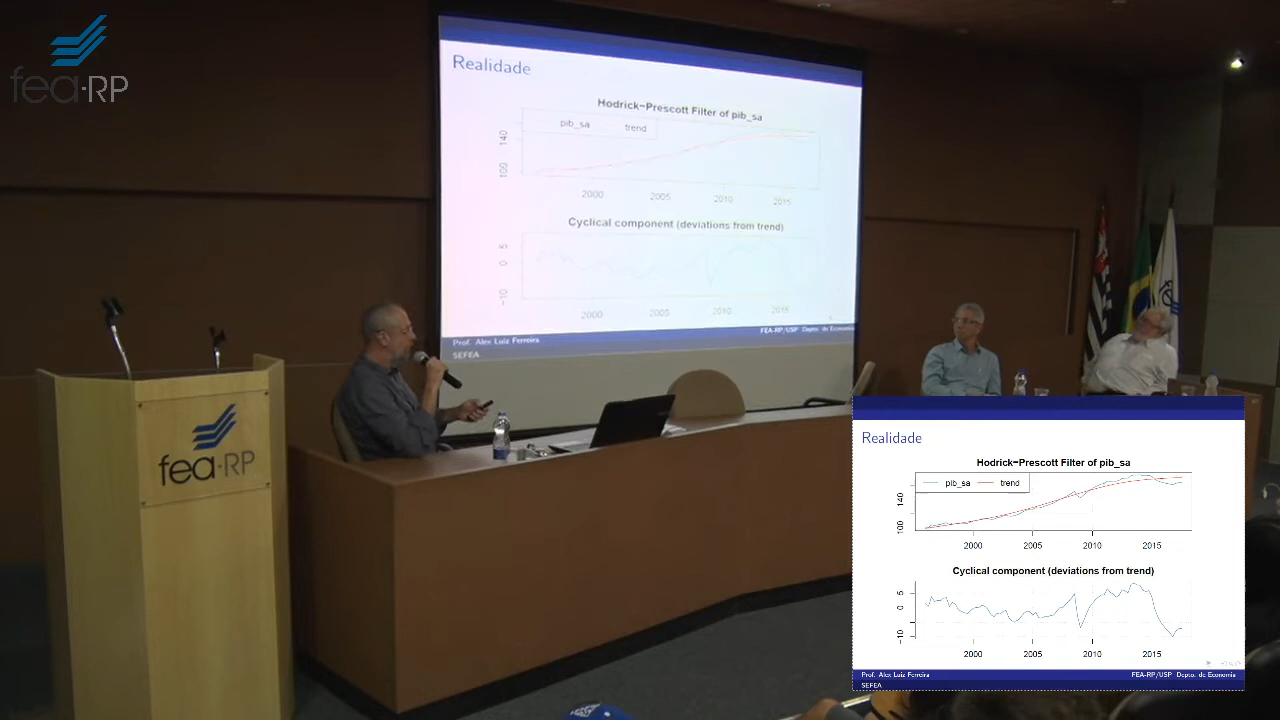 fea-RP
Realidade
Hodrick-Prescott Filter of pib_sa
pib_sa trend
140
100
2000 2005 2010 2015
Cyclical component (deviations from trend)
5
0
-10
2000 2005 2010 2015
Prof. Alex Luiz Ferreira FEA-RP/USP Depto. de Economia
SEFEA
fea-RP
Realidade
Hodrick-Prescott Filter of pib_sa
pib_sa trend
140
100
2000 2005 2010 2015
Cyclical component (deviations from trend)
5
0
-10
2000 2005 2010 2015
Prof. Alex Luiz Ferreira FEA-RP/USP Depto. de Economia
SEFEA